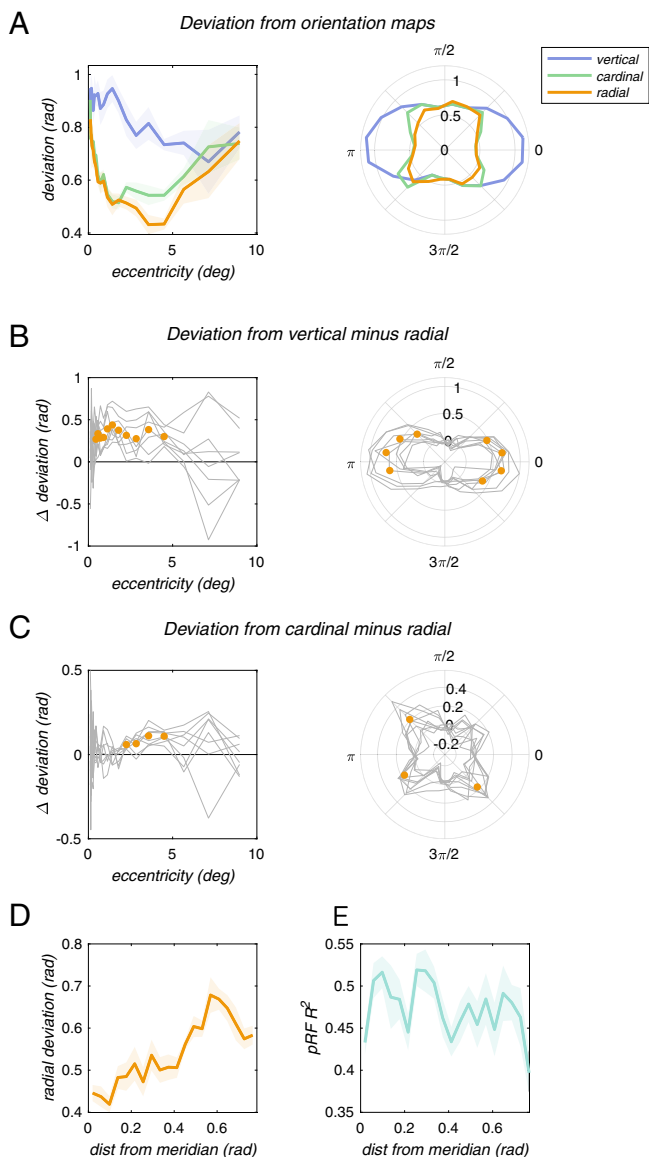 A
Deviation from orientation maps
deviation (rad)
1
0.8
0.6
0.4
0
5
10
eccentricity (deg)
π/2
1
0.5
0
π
0
3π/2
vertical
cardinal
radial
B
Deviation from vertical minus radial
Δ deviation (rad)
1
0.5
0
-0.5
-1
0
5
10
eccentricity (deg)
π/2
1
0.5
0
π
0
3π/2
C
Deviation from cardinal minus radial
Δ deviation (rad)
0.5
0
-0.5
0
5
10
eccentricity (deg)
π/2
0.4
0.2
0
-0.2
π
0
3π/2
D
radial deviation (rad)
0.8
0.7
0.6
0.5
0.4
0
0.2
0.4
0.6
dist from meridian (rad)
E
pRF R²
0.55
0.5
0.45
0.4
0.35
0
0.2
0.4
0.6
dist from meridian (rad)